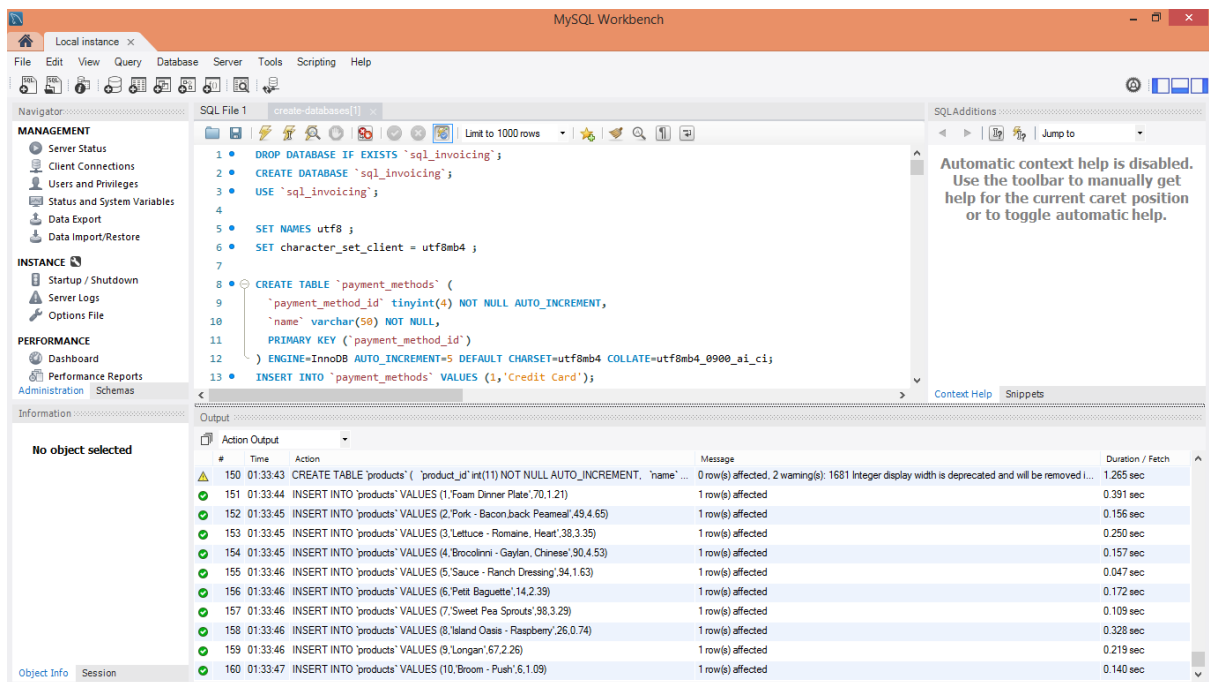 MySQL Workbench
Local instance
File Edit View Query Database Server Tools Scripting Help
Navigator
MANAGEMENT
Server Status
Client Connections
Users and Privileges
Status and System Variables
Data Export
Data Import/Restore
INSTANCE
Startup / Shutdown
Server Logs
Options File
PERFORMANCE
Dashboard
Performance Reports
Administration Schemas
Information
No object selected
Object Info Session
SQL File 1 create-databases[1]
Limit to 1000 rows
1 DROP DATABASE IF EXISTS `sql_invoicing`;
2 CREATE DATABASE `sql_invoicing`;
3 USE `sql_invoicing`;
4
5 SET NAMES utf8 ;
6 SET character_set_client = utf8mb4 ;
7
8 CREATE TABLE `payment_methods` (
9 `payment_method_id` tinyint(4) NOT NULL AUTO_INCREMENT,
10 `name` varchar(50) NOT NULL,
11 PRIMARY KEY (`payment_method_id`)
12 ) ENGINE=InnoDB AUTO_INCREMENT=5 DEFAULT CHARSET=utf8mb4 COLLATE=utf8mb4_0900_ai_ci;
13 INSERT INTO `payment_methods` VALUES (1,'Credit Card');
SQLAdditions
Jump to
Automatic context help is disabled.
Use the toolbar to manually get
help for the current caret position
or to toggle automatic help.
Context Help Snippets
Output
Action Output
# Time Action Message Duration / Fetch
150 01:33:43 CREATE TABLE `products` ( `product_id` int(11) NOT NULL AUTO_INCREMENT, `name` ... 0 row(s) affected, 2 warning(s): 1681 Integer display width is deprecated and will be removed i... 1.265 sec
151 01:33:44 INSERT INTO `products` VALUES (1,'Foam Dinner Plate',70,1.21) 1 row(s) affected 0.391 sec
152 01:33:45 INSERT INTO `products` VALUES (2,'Pork - Bacon,back Peameal',49,4.65) 1 row(s) affected 0.156 sec
153 01:33:45 INSERT INTO `products` VALUES (3,'Lettuce - Romaine, Heart',38,3.35) 1 row(s) affected 0.250 sec
154 01:33:45 INSERT INTO `products` VALUES (4,'Brocolinni - Gaylan, Chinese',90,4.53) 1 row(s) affected 0.157 sec
155 01:33:46 INSERT INTO `products` VALUES (5,'Sauce - Ranch Dressing',94,1.63) 1 row(s) affected 0.047 sec
156 01:33:46 INSERT INTO `products` VALUES (6,'Petit Baguette',14,2.39) 1 row(s) affected 0.172 sec
157 01:33:46 INSERT INTO `products` VALUES (7,'Sweet Pea Sprouts',98,3.29) 1 row(s) affected 0.109 sec
158 01:33:46 INSERT INTO `products` VALUES (8,'Island Oasis - Raspberry',26,0.74) 1 row(s) affected 0.328 sec
159 01:33:46 INSERT INTO `products` VALUES (9,'Longan',67,2.26) 1 row(s) affected 0.219 sec
160 01:33:47 INSERT INTO `products` VALUES (10,'Broom - Push',6,1.09) 1 row(s) affected 0.140 sec